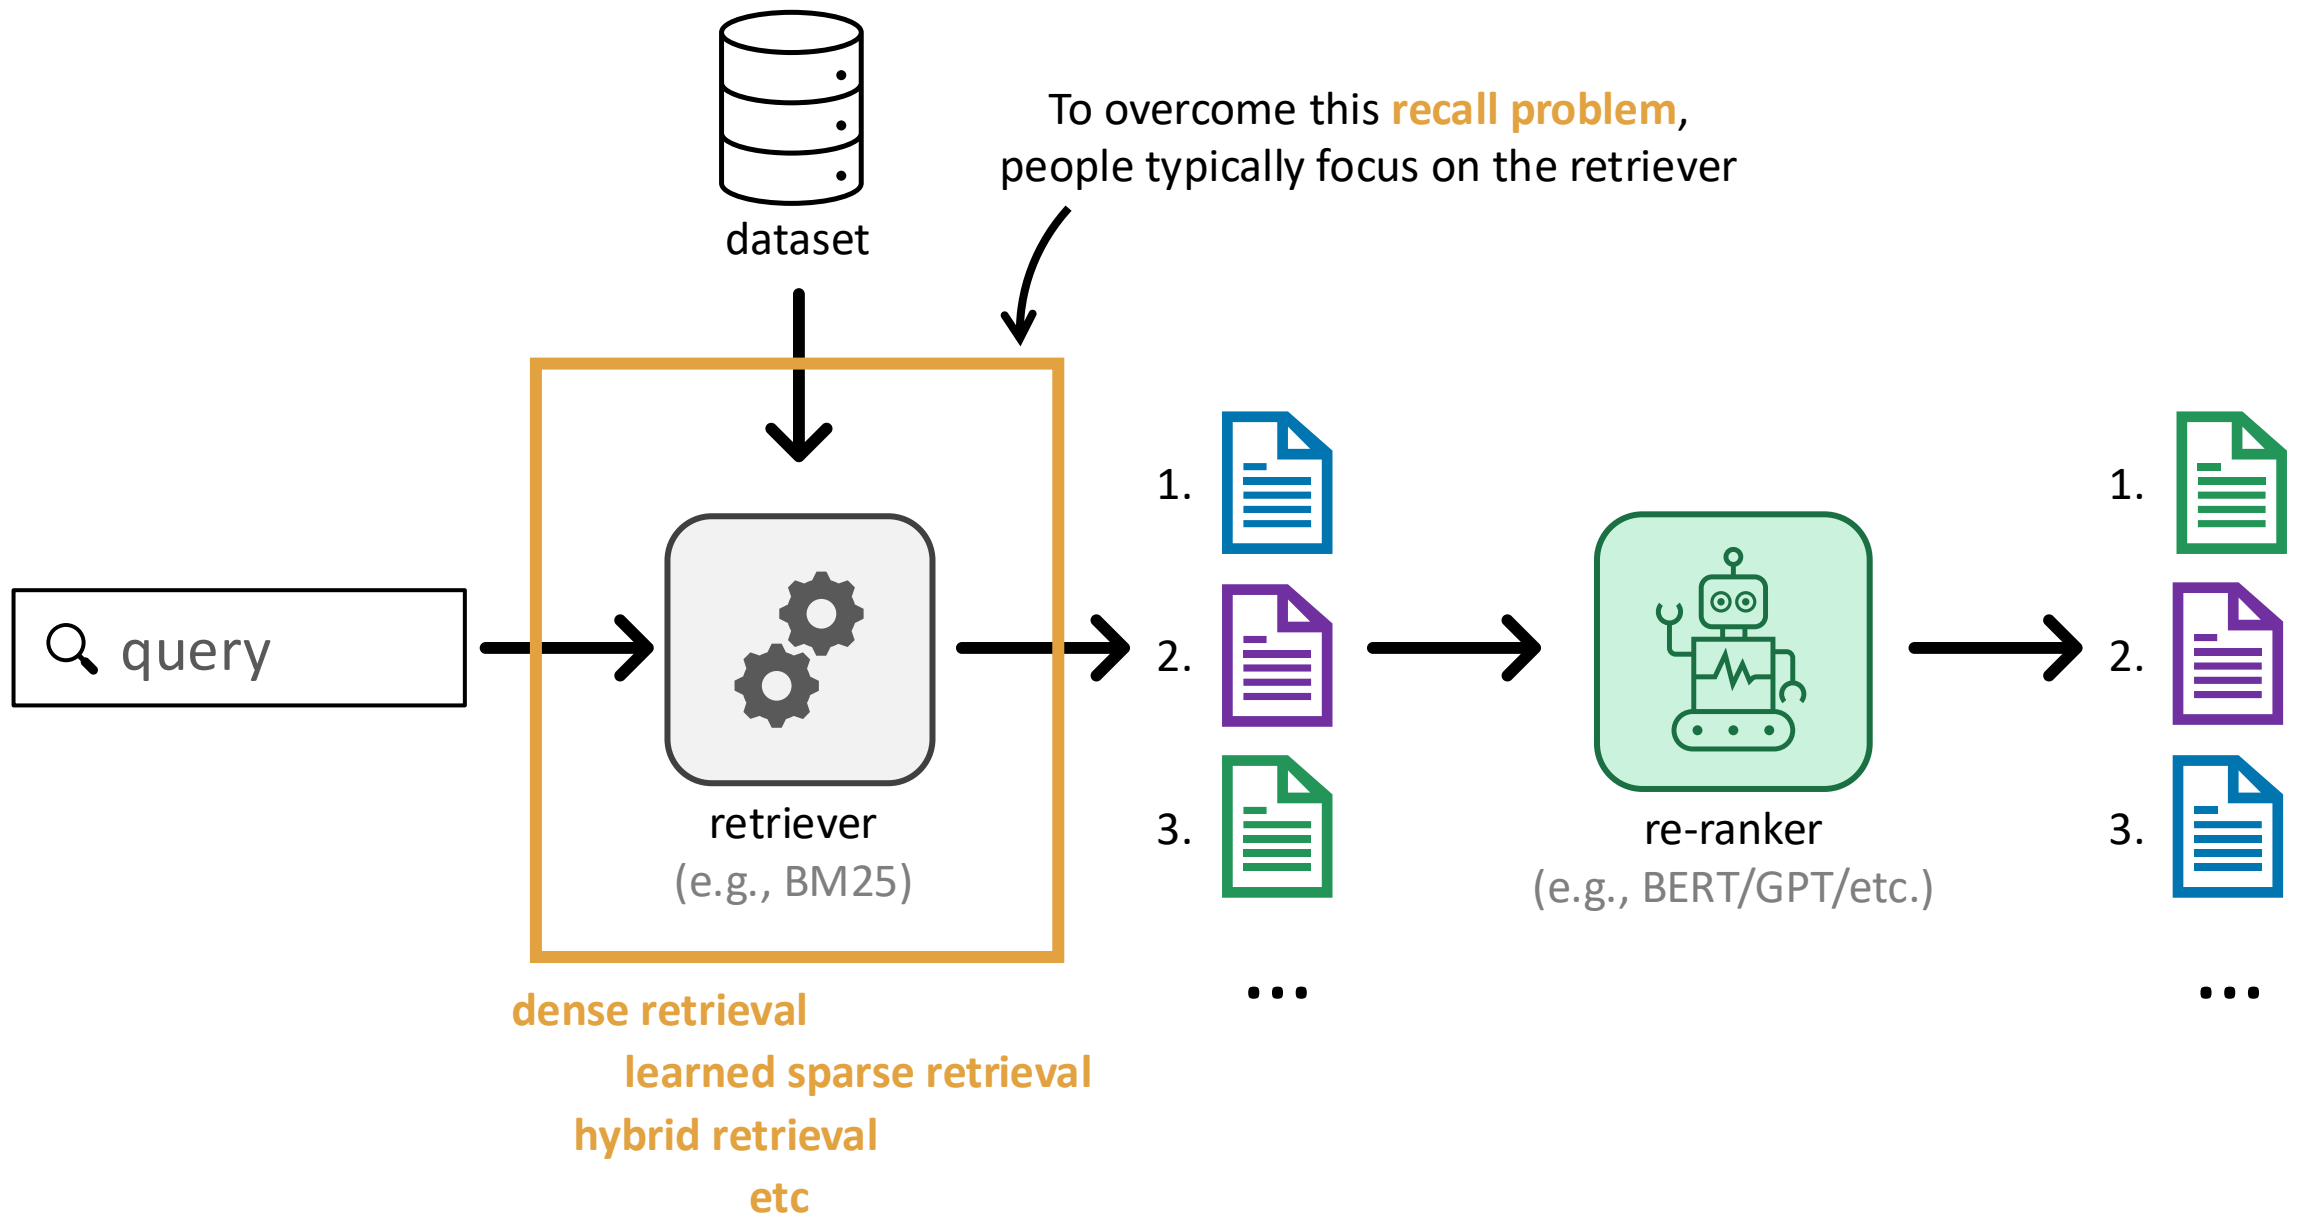 To overcome this recall problem,
people typically focus on the retriever
dataset
query
retriever
(e.g., BM25)
1.
2.
3.
...
re-ranker
(e.g., BERT/GPT/etc.)
1.
2.
3.
...
dense retrieval
learned sparse retrieval
hybrid retrieval
etc